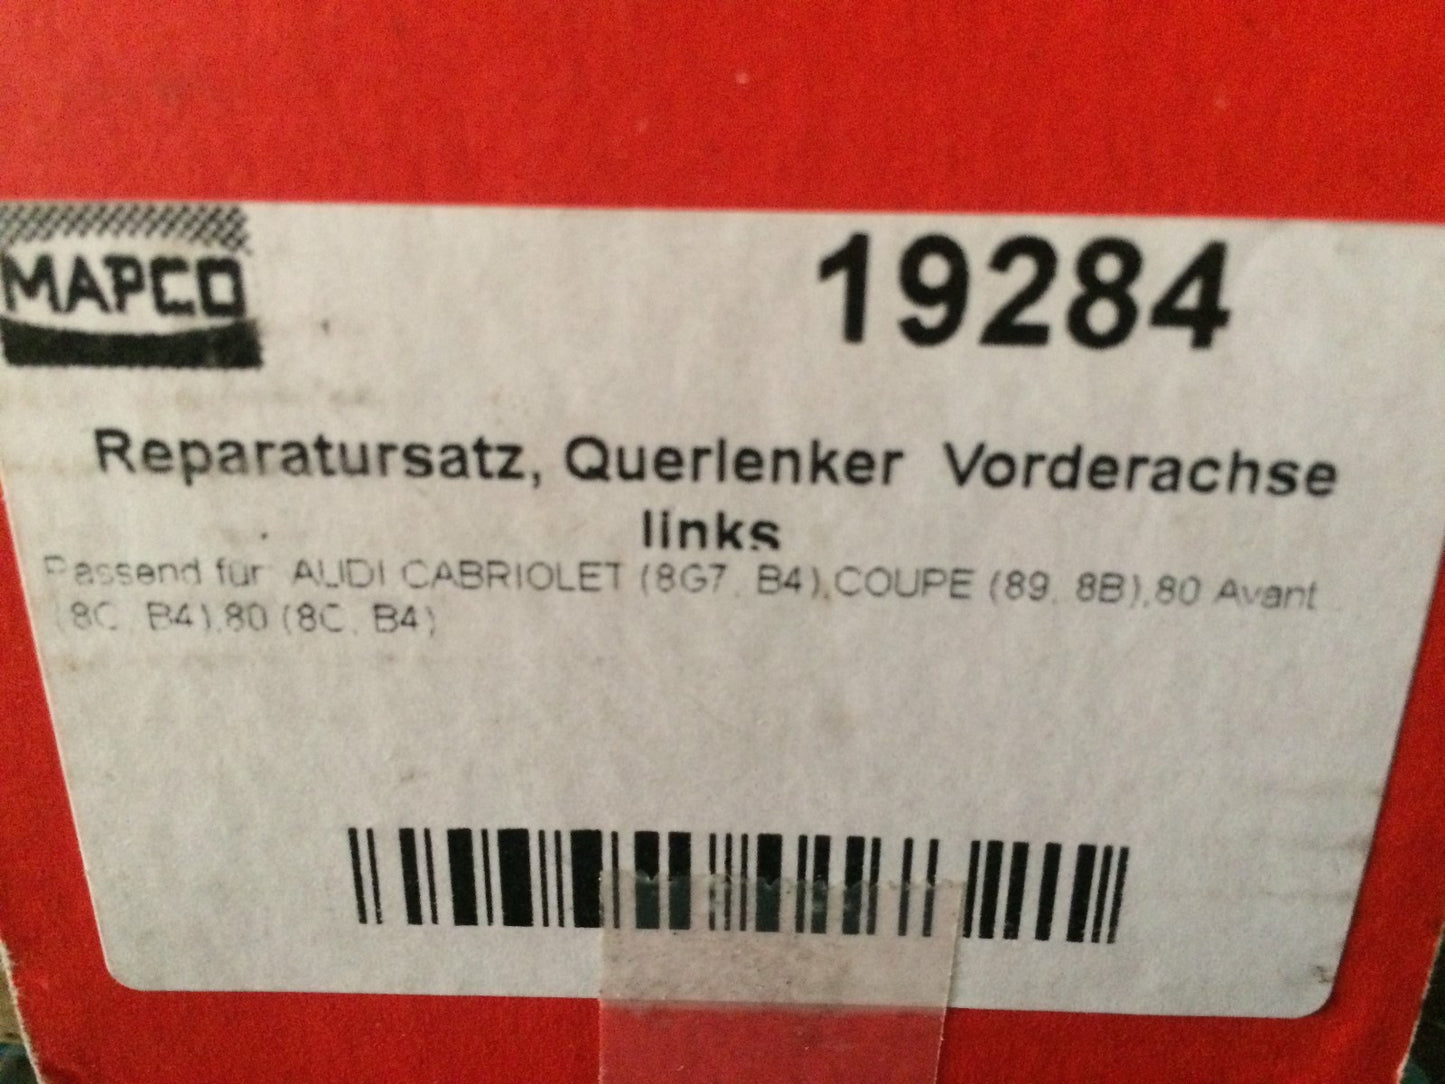 MAPCO
19284
Reparatursatz, Querlenker Vorderachse
links
Passend für: AUDI CABRIOLET (8G7, B4),COUPE (89, 8B),80 Avant
(8C, B4),80 (8C, B4)